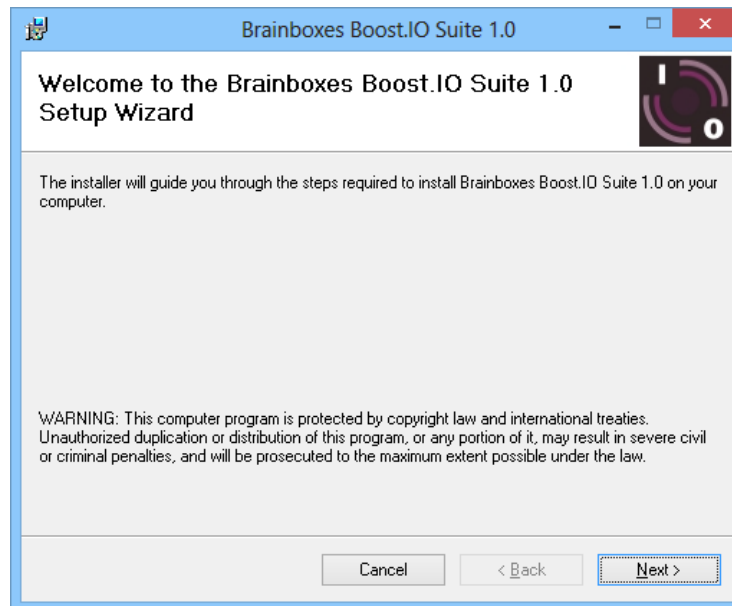 Brainboxes Boost.IO Suite 1.0
Welcome to the Brainboxes Boost.IO Suite 1.0
Setup Wizard
I
O
The installer will guide you through the steps required to install Brainboxes Boost.IO Suite 1.0 on your
computer.
WARNING: This computer program is protected by copyright law and international treaties.
Unauthorized duplication or distribution of this program, or any portion of it, may result in severe civil
or criminal penalties, and will be prosecuted to the maximum extent possible under the law.
Cancel < Back Next >